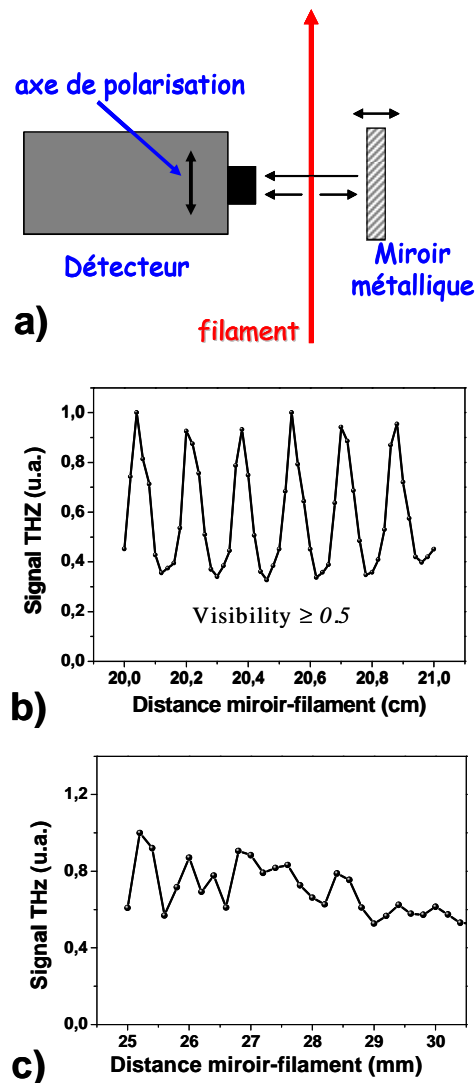 axe de polarisation
Détecteur
Miroir
métallique
filament
a)
1,0
0,8
0,6
0,4
0,2
0,0
Signal THZ (u.a.)
Visibility ≥ 0.5
20,0 20,2 20,4 20,6 20,8 21,0
Distance miroir-filament (cm)
b)
1,2
0,8
0,4
0,0
Signal THz (u.a.)
25 26 27 28 29 30
Distance miroir-filament (mm)
c)